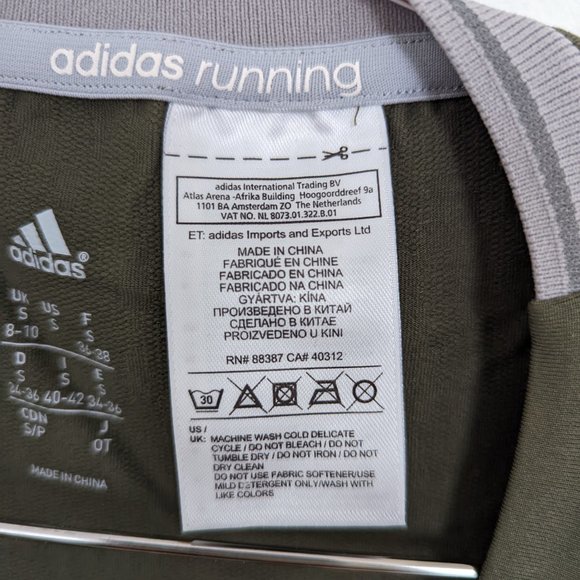 adidas running
adidas International Trading BV
Atlas Arena -Afrika Building Hoogoorddreef 9a
1101 BA Amsterdam ZO The Netherlands
VAT NO. NL 8073.01.322.B.01
ET: adidas Imports and Exports Ltd
MADE IN CHINA
FABRIQUÉ EN CHINE
FABRICADO EN CHINA
FABRICADO NA CHINA
GYÁRTVA: KÍNA
ПРОИЗВЕДЕНО В КИТАЙ
СДЕЛАНО В КИТАЕ
PROIZVEDENO U KINI
RN# 88387 CA# 40312
30
US /
UK: MACHINE WASH COLD DELICATE
CYCLE / DO NOT BLEACH / DO NOT
TUMBLE DRY / DO NOT IRON / DO NOT
DRY CLEAN
DO NOT USE FABRIC SOFTENER/USE
MILD DETERGENT ONLY/WASH WITH
LIKE COLORS
adidas®
UK US F
S S S
8-10 36-38
D I E
S S S
34-36 40-42 34-36
CDN J
S/P OT
MADE IN CHINA